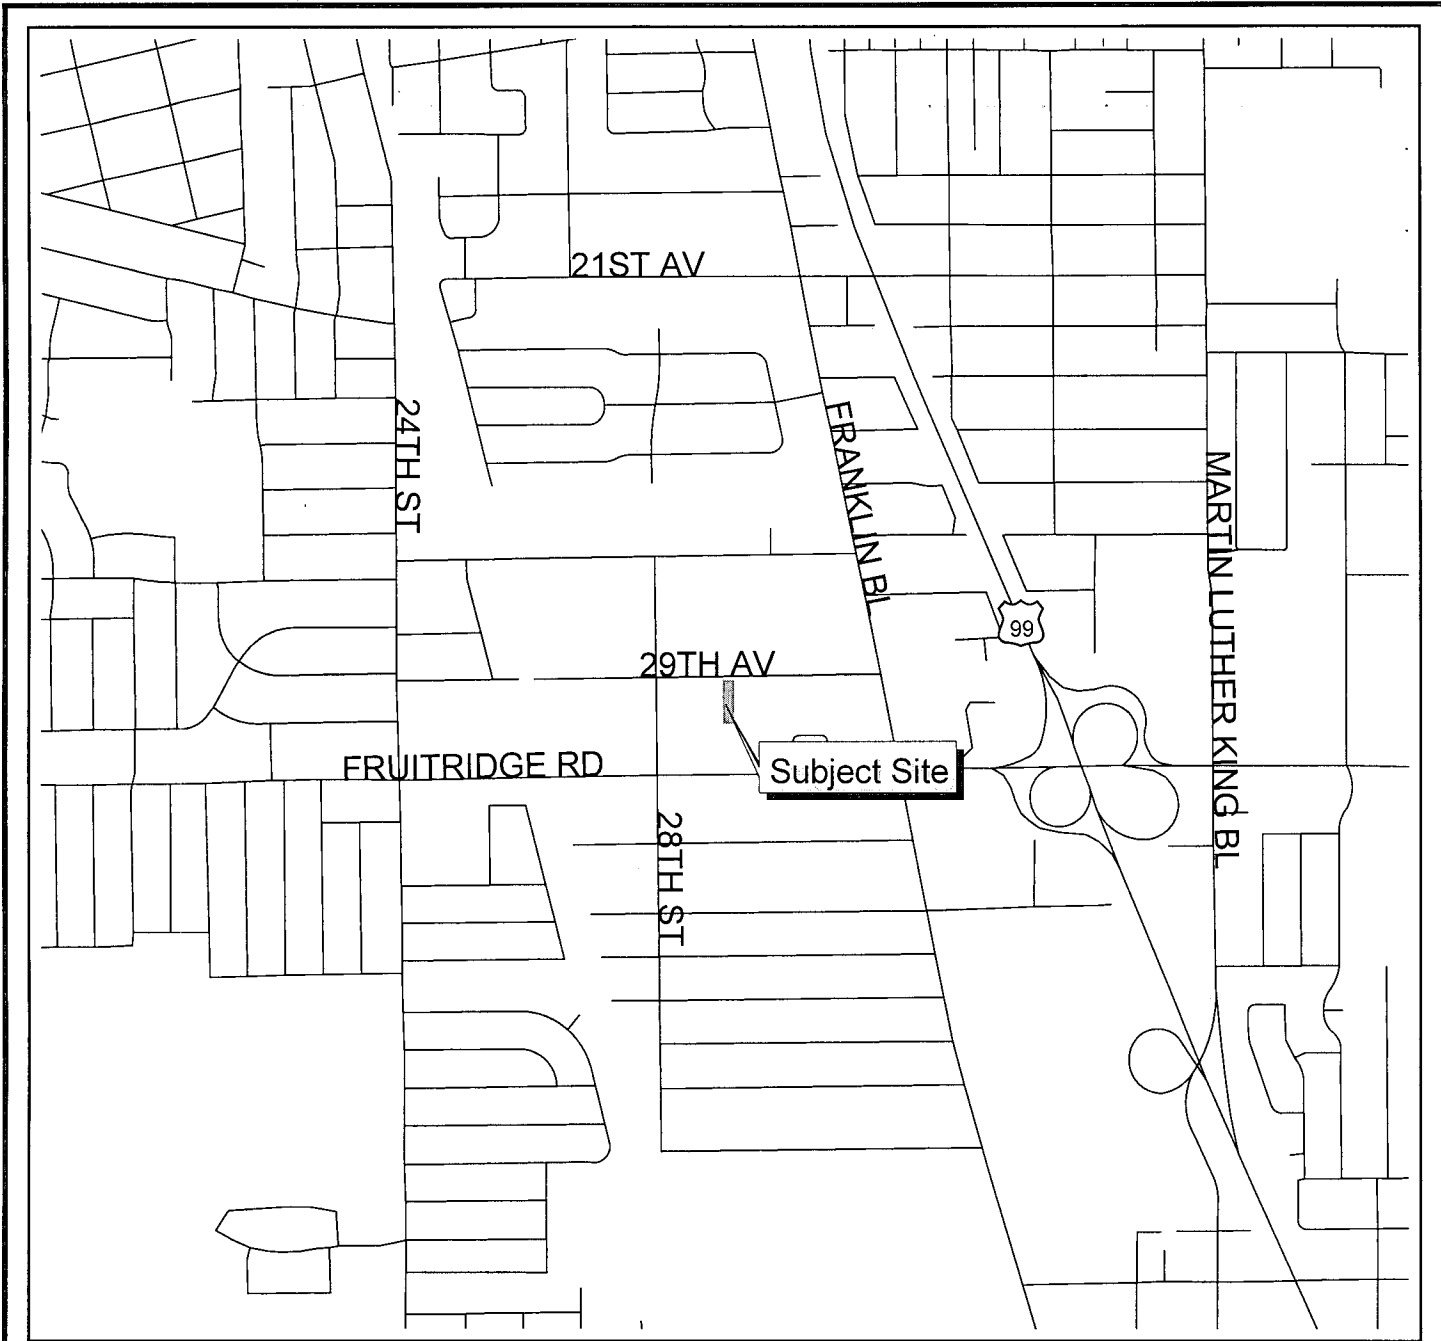 21ST AV
24TH ST
FRANKLIN BL
MARTIN LUTHER KING BL
99
29TH AV
FRUITRIDGE RD
Subject Site
28TH ST